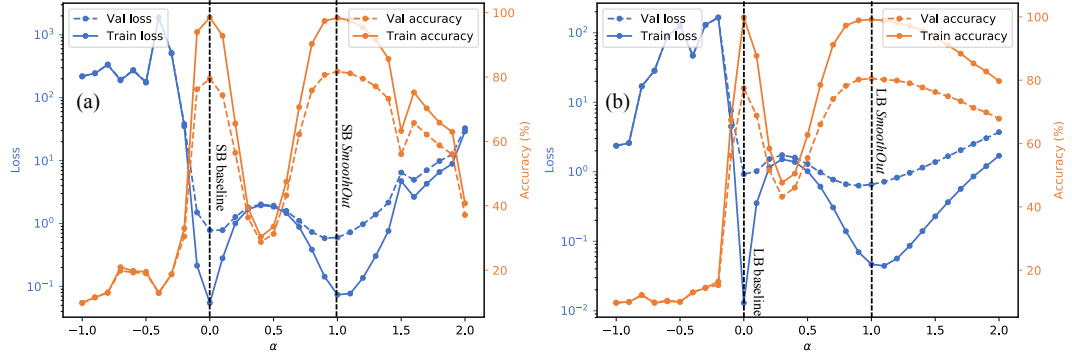 Val loss
Train loss
Val accuracy
Train accuracy
(a)
SB baseline
SB SmoothOut
Loss
Accuracy (%)
10³
10²
10¹
10⁰
10⁻¹
100
80
60
40
20
−1.0 −0.5 0.0 0.5 1.0 1.5 2.0
α
Val loss
Train loss
Val accuracy
Train accuracy
(b)
LB baseline
LB SmoothOut
Loss
Accuracy (%)
10²
10¹
10⁰
10⁻¹
10⁻²
100
80
60
40
20
−1.0 −0.5 0.0 0.5 1.0 1.5 2.0
α